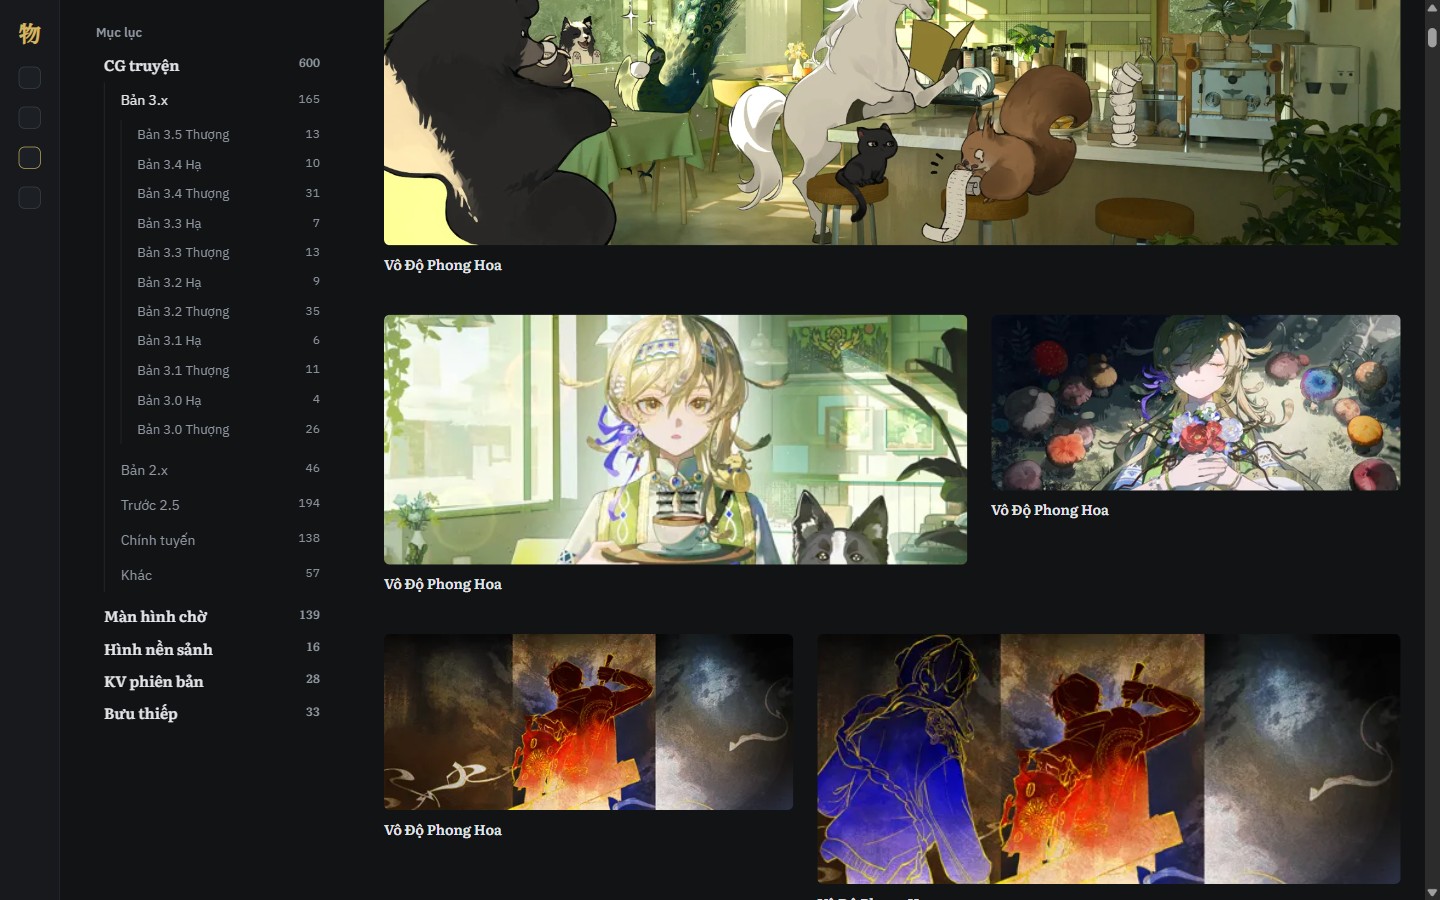 物
Mục lục
CG truyện 600
Bản 3.x 165
Bản 3.5 Thượng 13
Bản 3.4 Hạ 10
Bản 3.4 Thượng 31
Bản 3.3 Hạ 7
Bản 3.3 Thượng 13
Bản 3.2 Hạ 9
Bản 3.2 Thượng 35
Bản 3.1 Hạ 6
Bản 3.1 Thượng 11
Bản 3.0 Hạ 4
Bản 3.0 Thượng 26
Bản 2.x 46
Trước 2.5 194
Chính tuyến 138
Khác 57
Màn hình chờ 139
Hình nền sảnh 16
KV phiên bản 28
Bưu thiếp 33
Vô Độ Phong Hoa
Vô Độ Phong Hoa
Vô Độ Phong Hoa
Vô Độ Phong Hoa